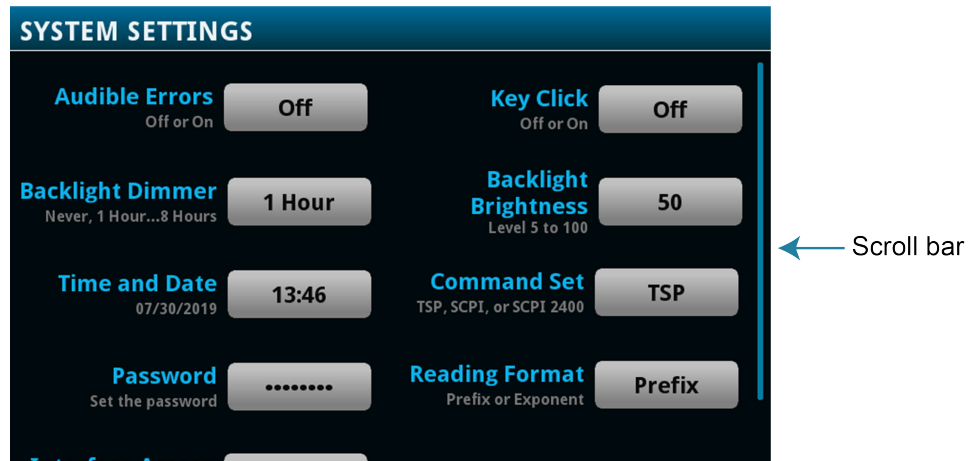 SYSTEM SETTINGS
Audible Errors
Off or On
Off
Key Click
Off or On
Off
Backlight Dimmer
Never, 1 Hour...8 Hours
1 Hour
Backlight
Brightness
Level 5 to 100
50
Scroll bar
Time and Date
07/30/2019
13:46
Command Set
TSP, SCPI, or SCPI 2400
TSP
Password
Set the password
••••••••
Reading Format
Prefix or Exponent
Prefix